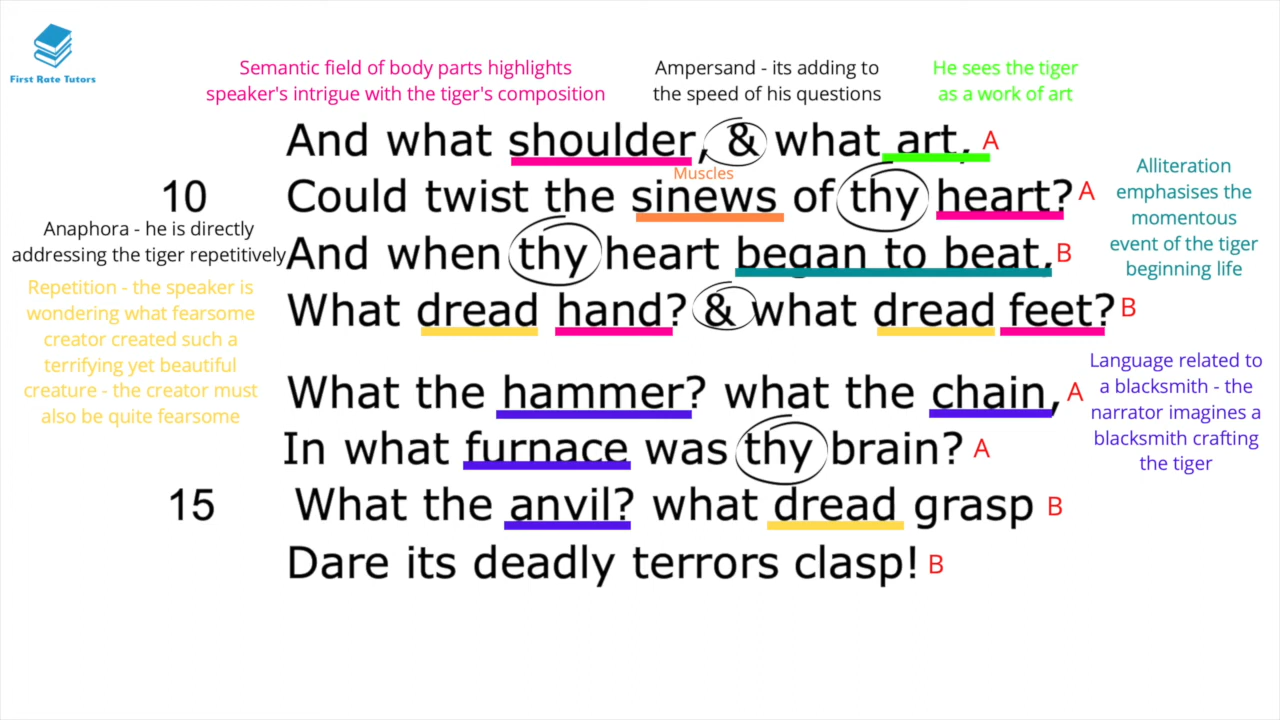 First Rate Tutors
Semantic field of body parts highlights
speaker's intrigue with the tiger's composition
Ampersand - its adding to
the speed of his questions
He sees the tiger
as a work of art
And what shoulder, & what art, A
Muscles
10 Could twist the sinews of thy heart? A
And when thy heart began to beat, B
What dread hand? & what dread feet? B
Alliteration
emphasises the
momentous
event of the tiger
beginning life
Anaphora - he is directly
addressing the tiger repetitively
Repetition - the speaker is
wondering what fearsome
creator created such a
terrifying yet beautiful
creature - the creator must
also be quite fearsome
What the hammer? what the chain, A
In what furnace was thy brain? A
15 What the anvil? what dread grasp B
Dare its deadly terrors clasp! B
Language related to
a blacksmith - the
narrator imagines a
blacksmith crafting
the tiger